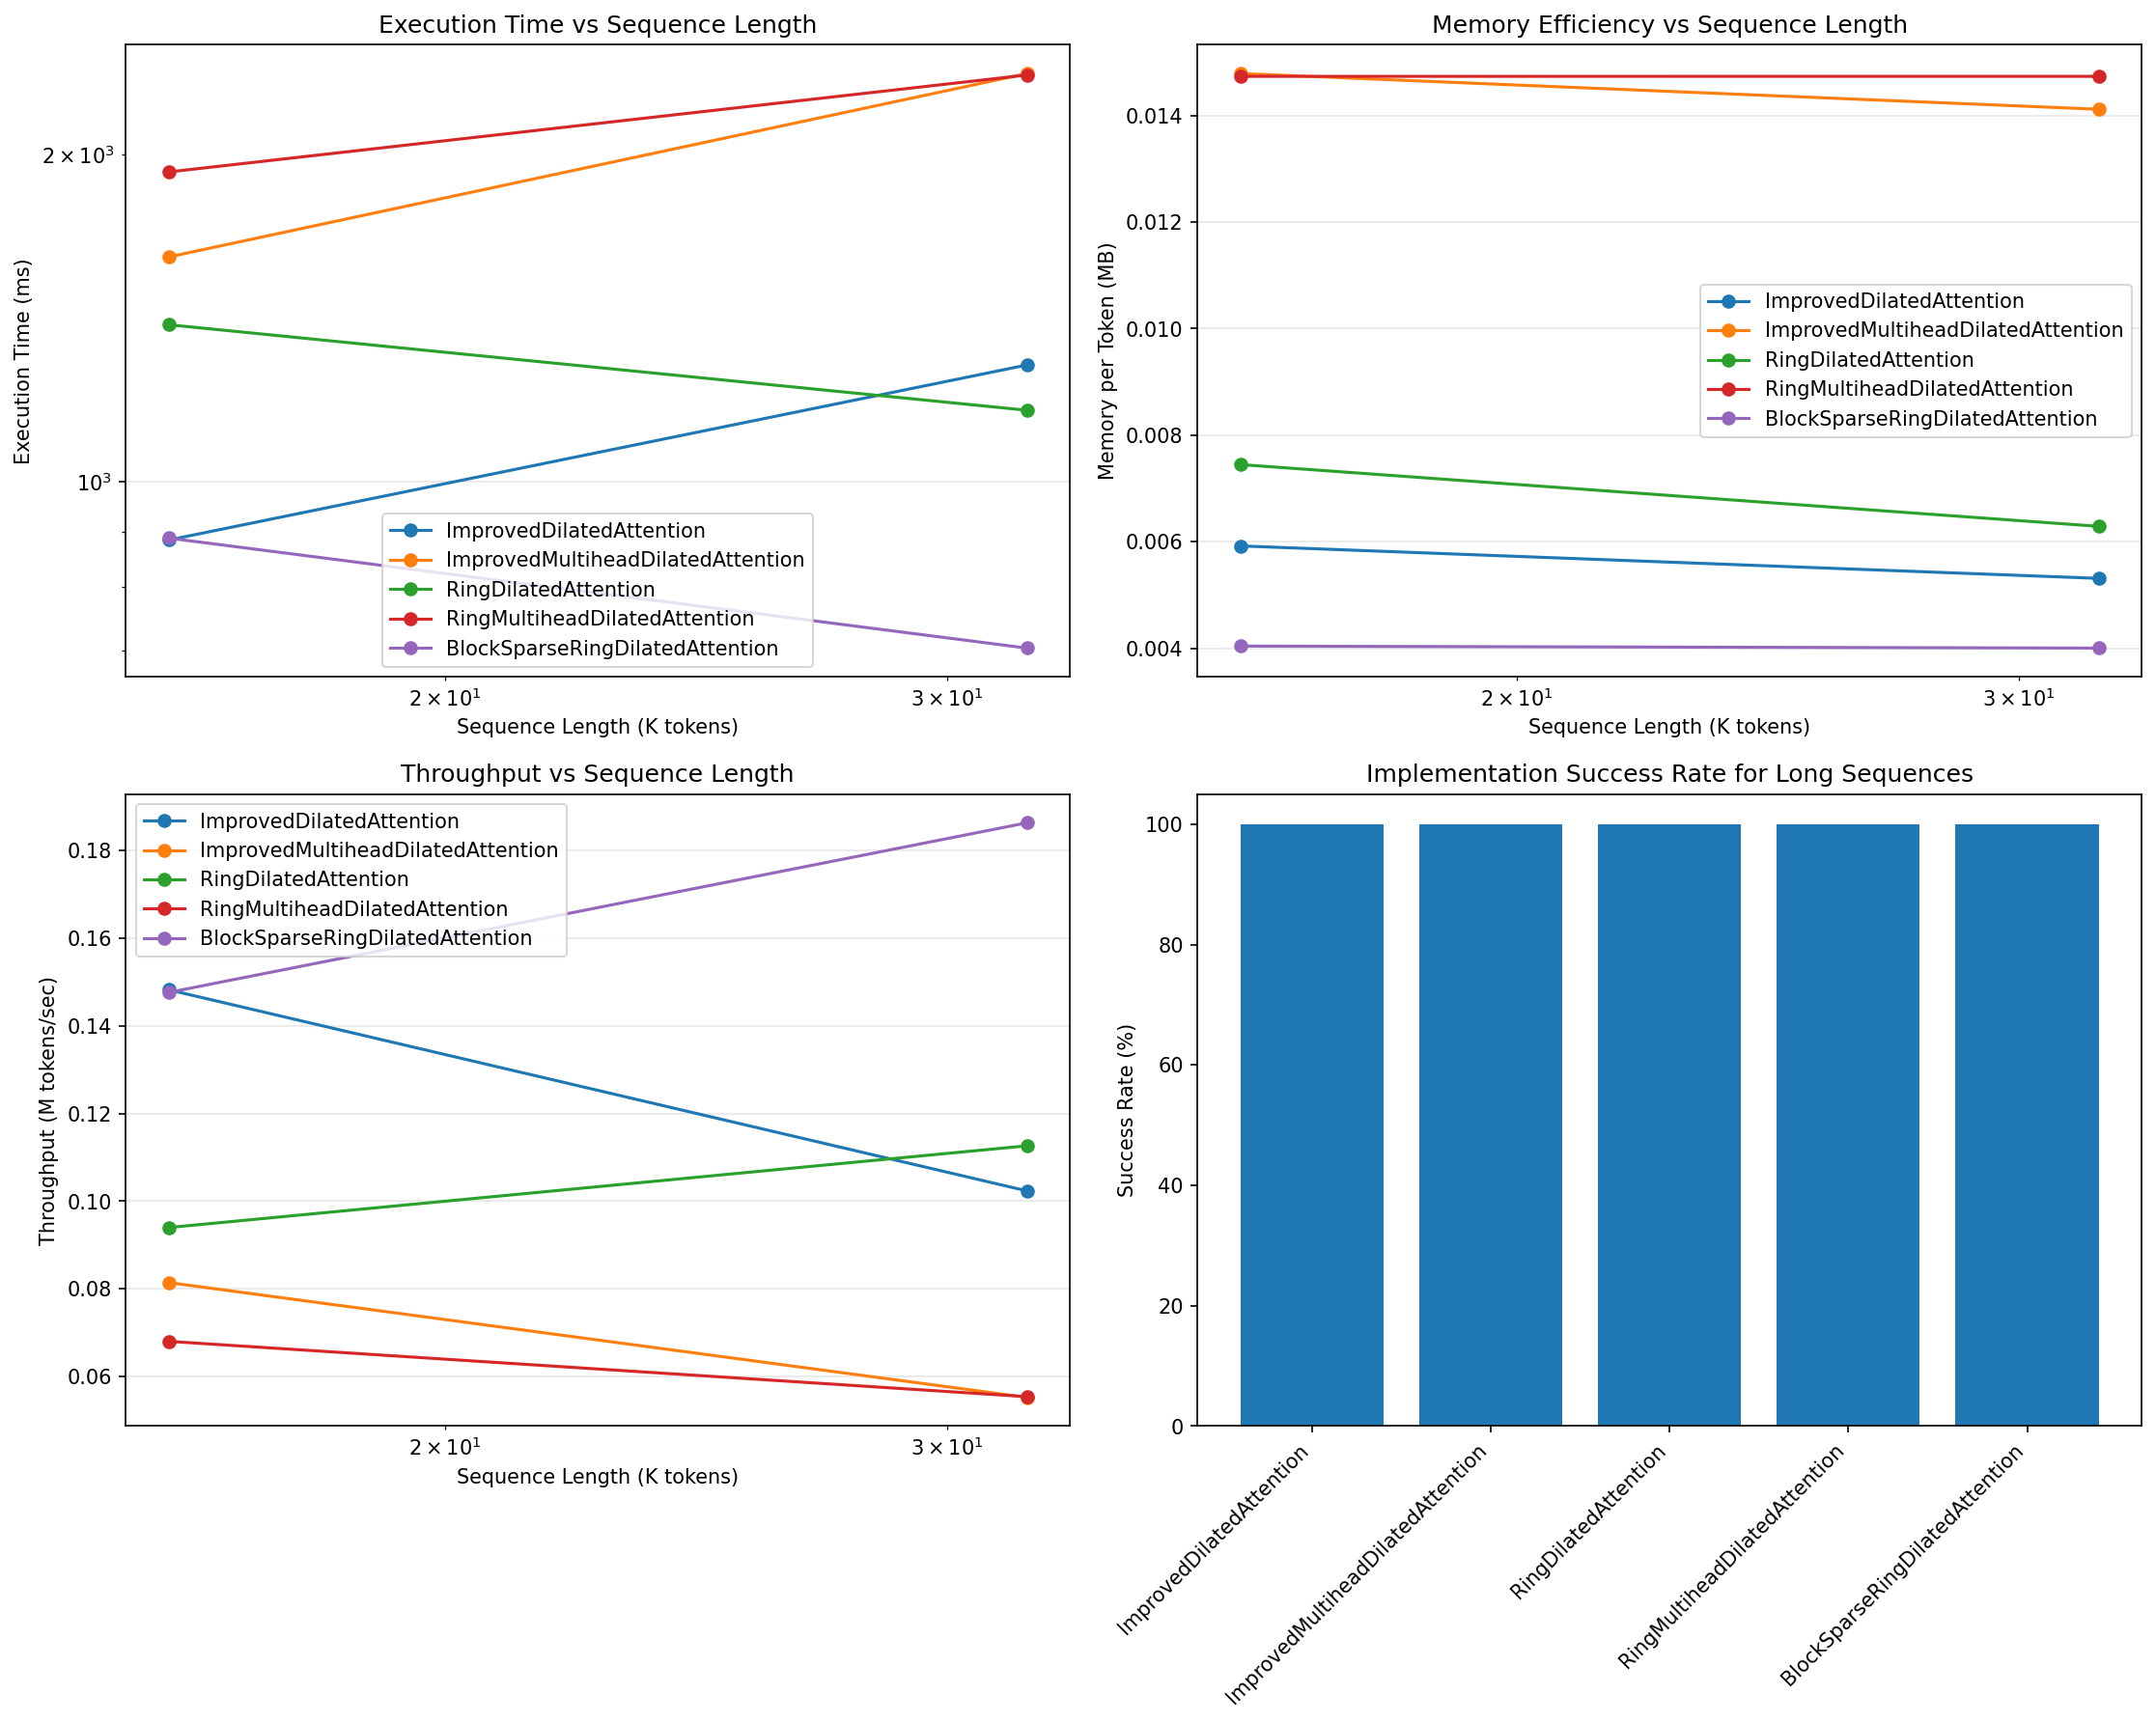 Execution Time vs Sequence Length
Execution Time (ms)
2 × 10³
10³
ImprovedDilatedAttention
ImprovedMultiheadDilatedAttention
RingDilatedAttention
RingMultiheadDilatedAttention
BlockSparseRingDilatedAttention
2 × 10¹
3 × 10¹
Sequence Length (K tokens)
Memory Efficiency vs Sequence Length
Memory per Token (MB)
0.014
0.012
0.010
0.008
0.006
0.004
ImprovedDilatedAttention
ImprovedMultiheadDilatedAttention
RingDilatedAttention
RingMultiheadDilatedAttention
BlockSparseRingDilatedAttention
2 × 10¹
3 × 10¹
Sequence Length (K tokens)
Throughput vs Sequence Length
Throughput (M tokens/sec)
0.18
0.16
0.14
0.12
0.10
0.08
0.06
ImprovedDilatedAttention
ImprovedMultiheadDilatedAttention
RingDilatedAttention
RingMultiheadDilatedAttention
BlockSparseRingDilatedAttention
2 × 10¹
3 × 10¹
Sequence Length (K tokens)
Implementation Success Rate for Long Sequences
Success Rate (%)
100
80
60
40
20
0
ImprovedDilatedAttention
ImprovedMultiheadDilatedAttention
RingDilatedAttention
RingMultiheadDilatedAttention
BlockSparseRingDilatedAttention